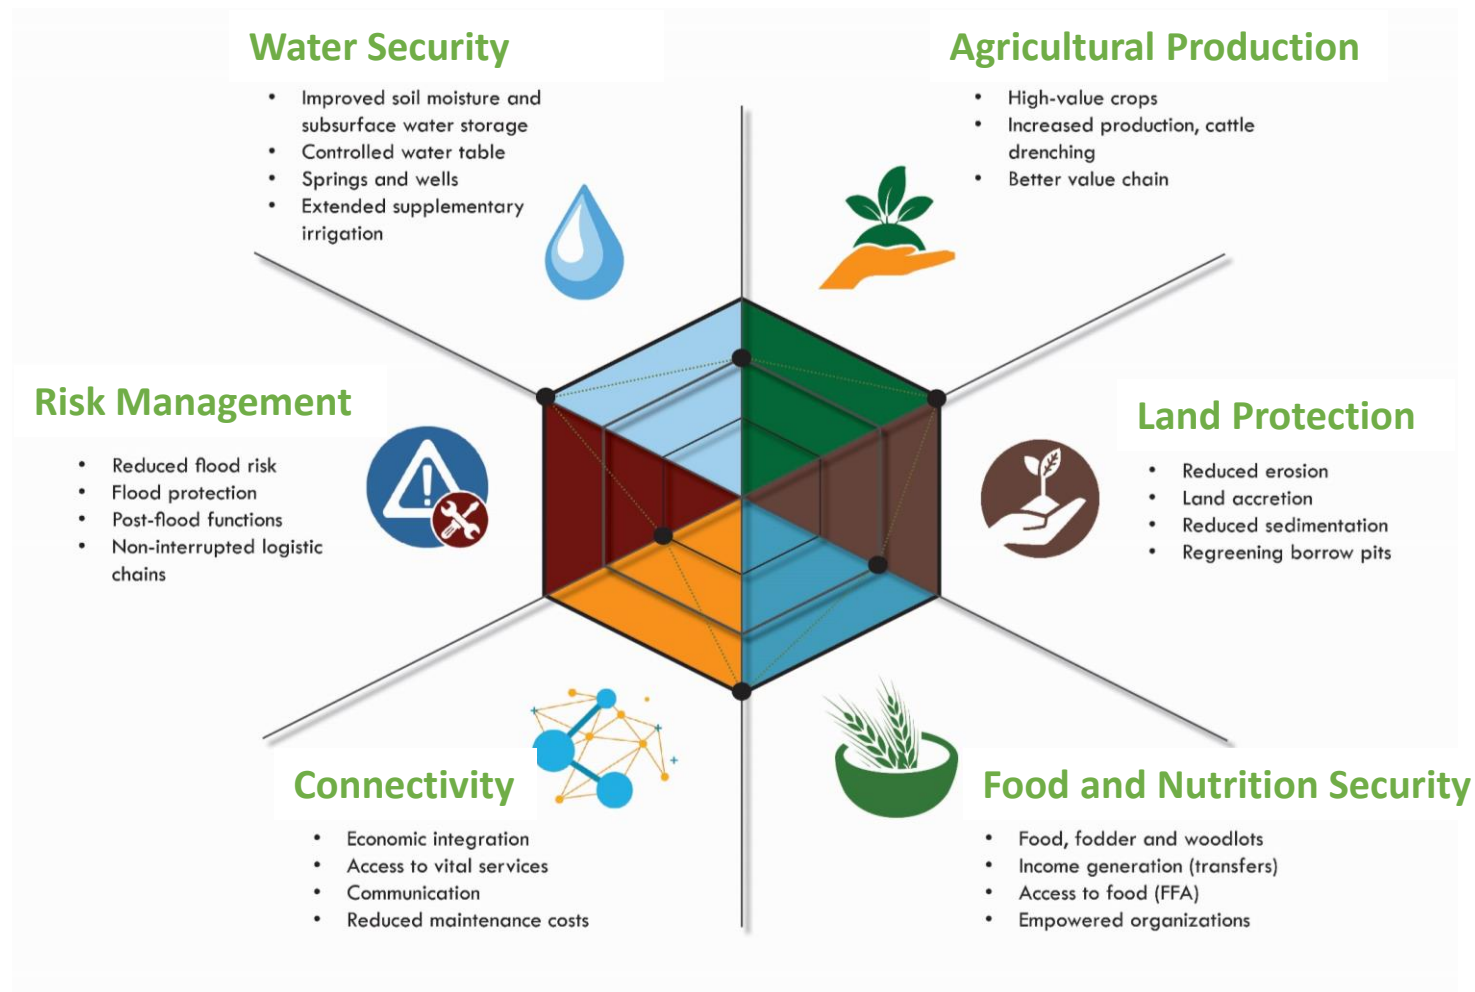 Water Security
• Improved soil moisture and
subsurface water storage
• Controlled water table
• Springs and wells
• Extended supplementary
irrigation
Agricultural Production
• High-value crops
• Increased production, cattle
drenching
• Better value chain
Risk Management
• Reduced flood risk
• Flood protection
• Post-flood functions
• Non-interrupted logistic
chains
Land Protection
• Reduced erosion
• Land accretion
• Reduced sedimentation
• Regreening borrow pits
Connectivity
• Economic integration
• Access to vital services
• Communication
• Reduced maintenance costs
Food and Nutrition Security
• Food, fodder and woodlots
• Income generation (transfers)
• Access to food (FFA)
• Empowered organizations